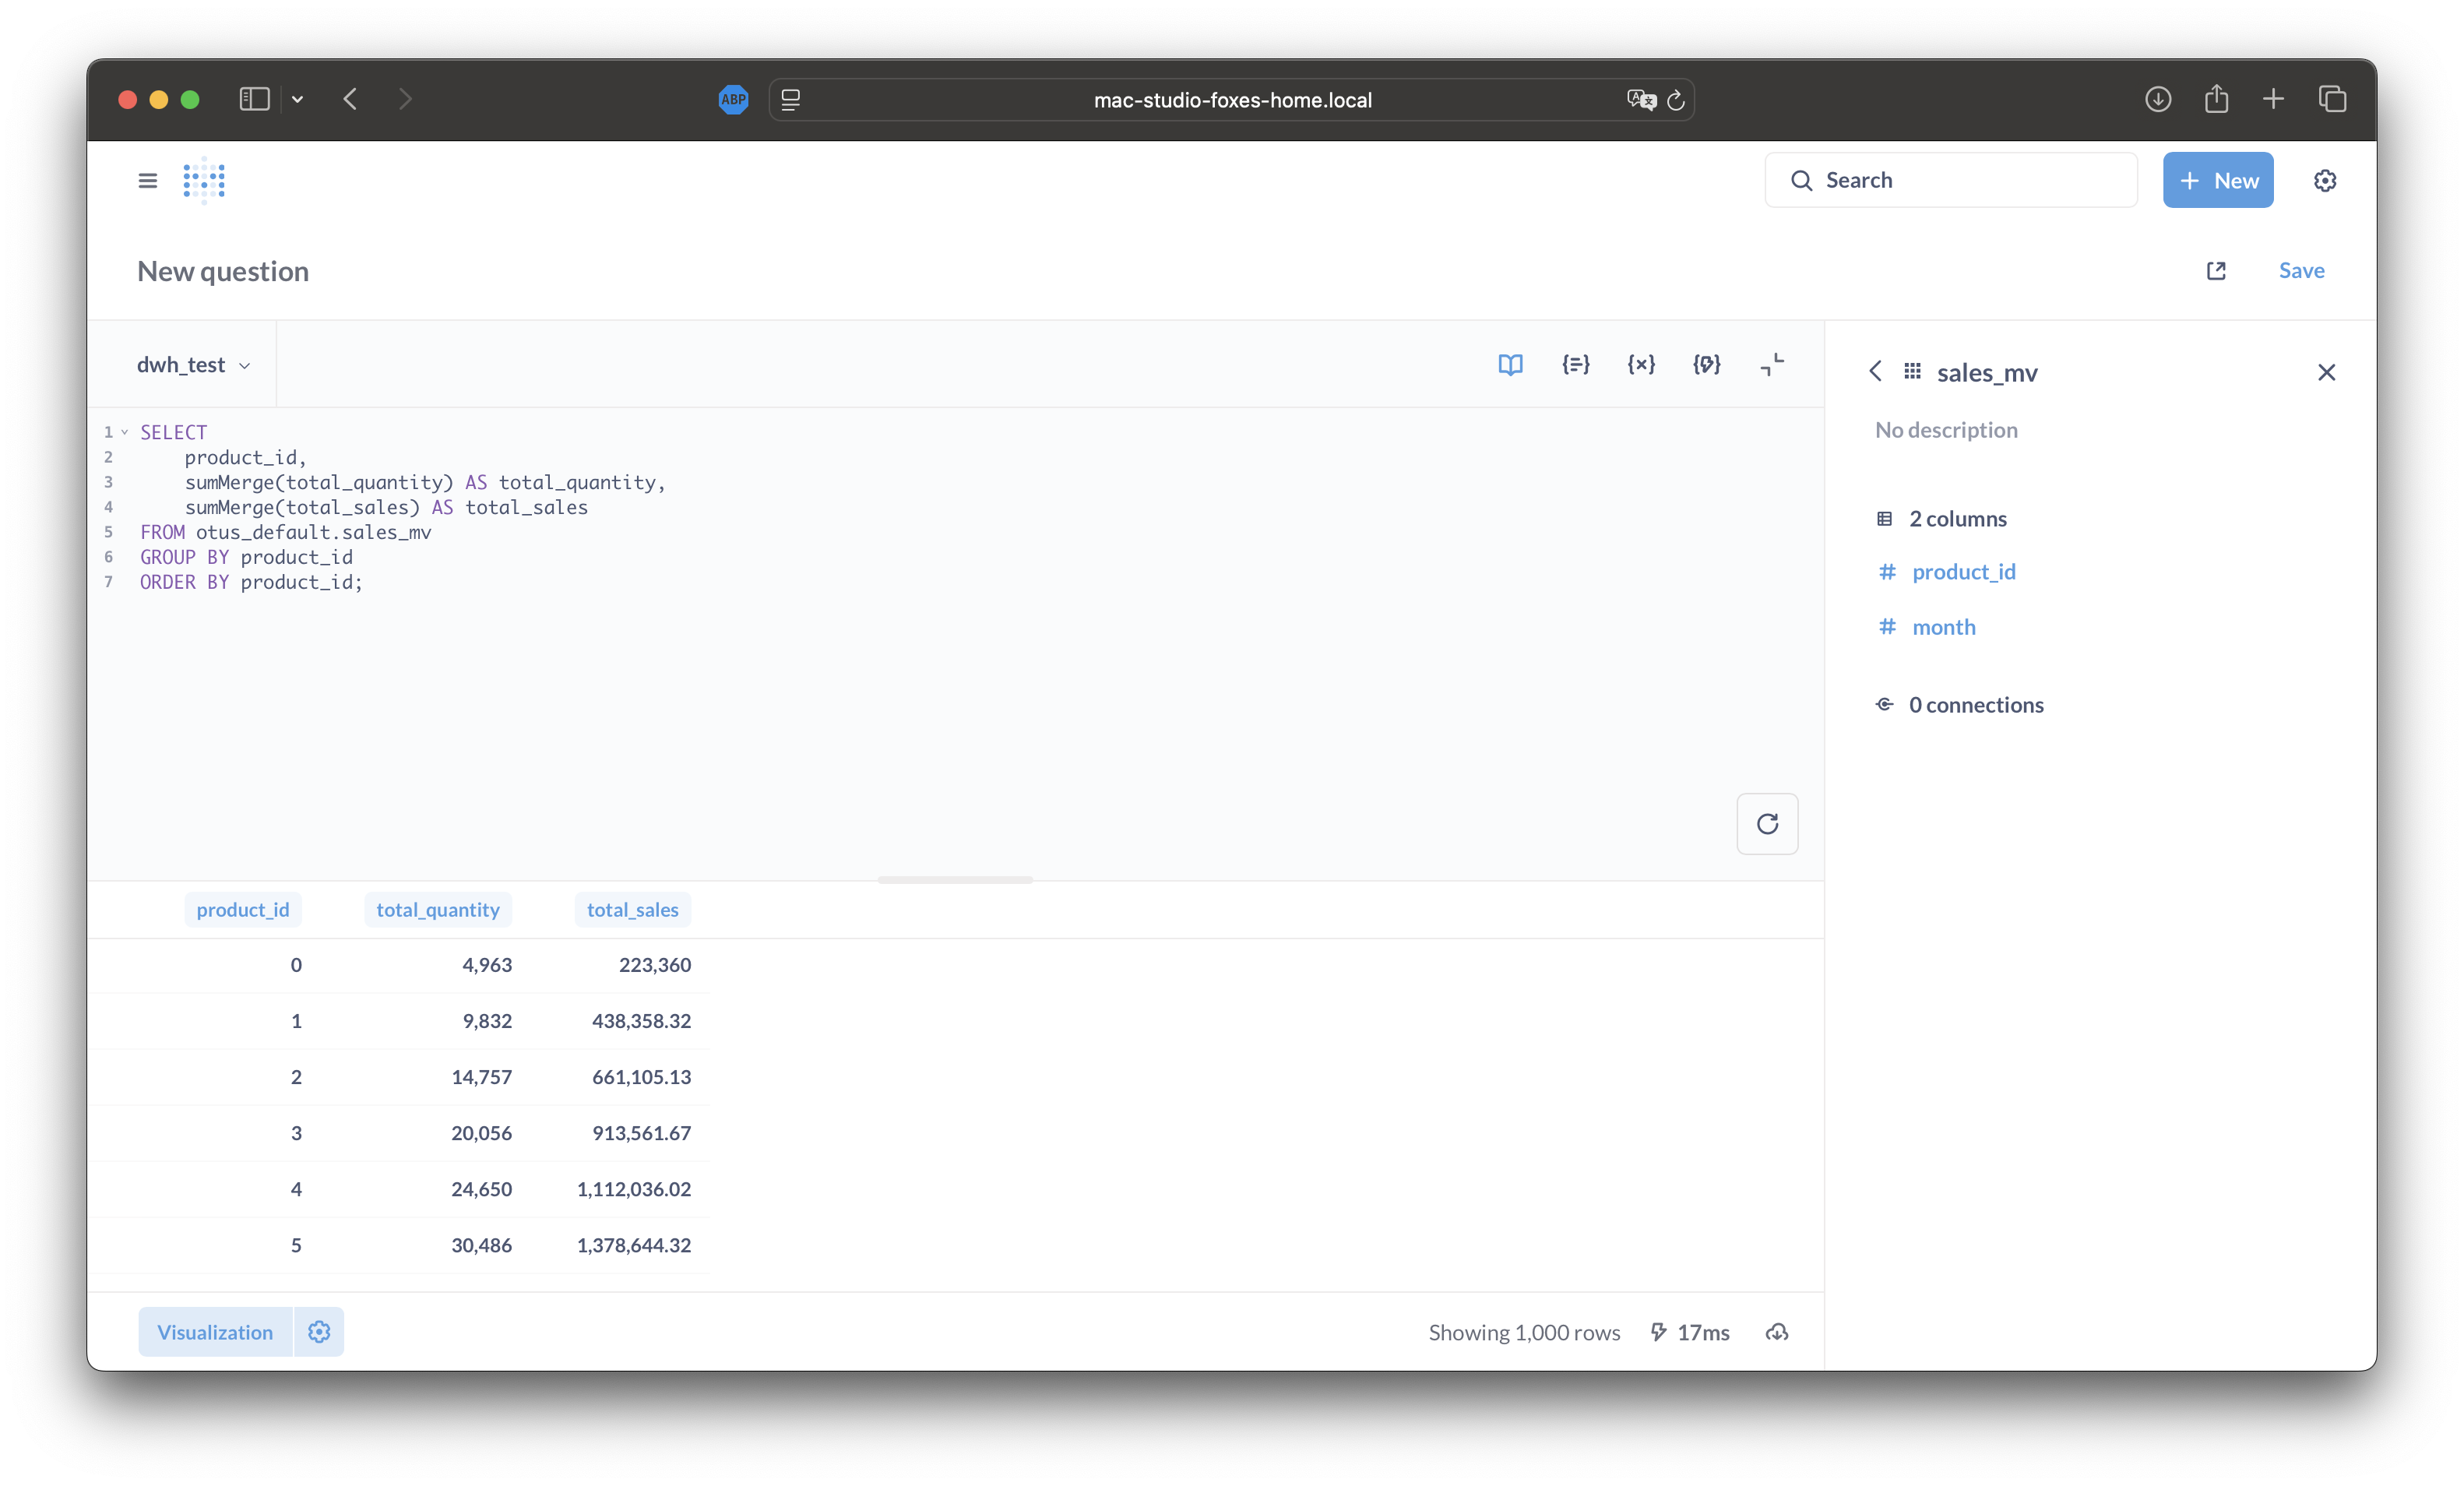 ABP
mac-studio-foxes-home.local
Search
+ New
New question
Save
dwh_test
1 SELECT
2 product_id,
3 sumMerge(total_quantity) AS total_quantity,
4 sumMerge(total_sales) AS total_sales
5 FROM otus_default.sales_mv
6 GROUP BY product_id
7 ORDER BY product_id;
sales_mv
No description
2 columns
# product_id
# month
0 connections
product_id total_quantity total_sales
0 4,963 223,360
1 9,832 438,358.32
2 14,757 661,105.13
3 20,056 913,561.67
4 24,650 1,112,036.02
5 30,486 1,378,644.32
Visualization
Showing 1,000 rows 17ms